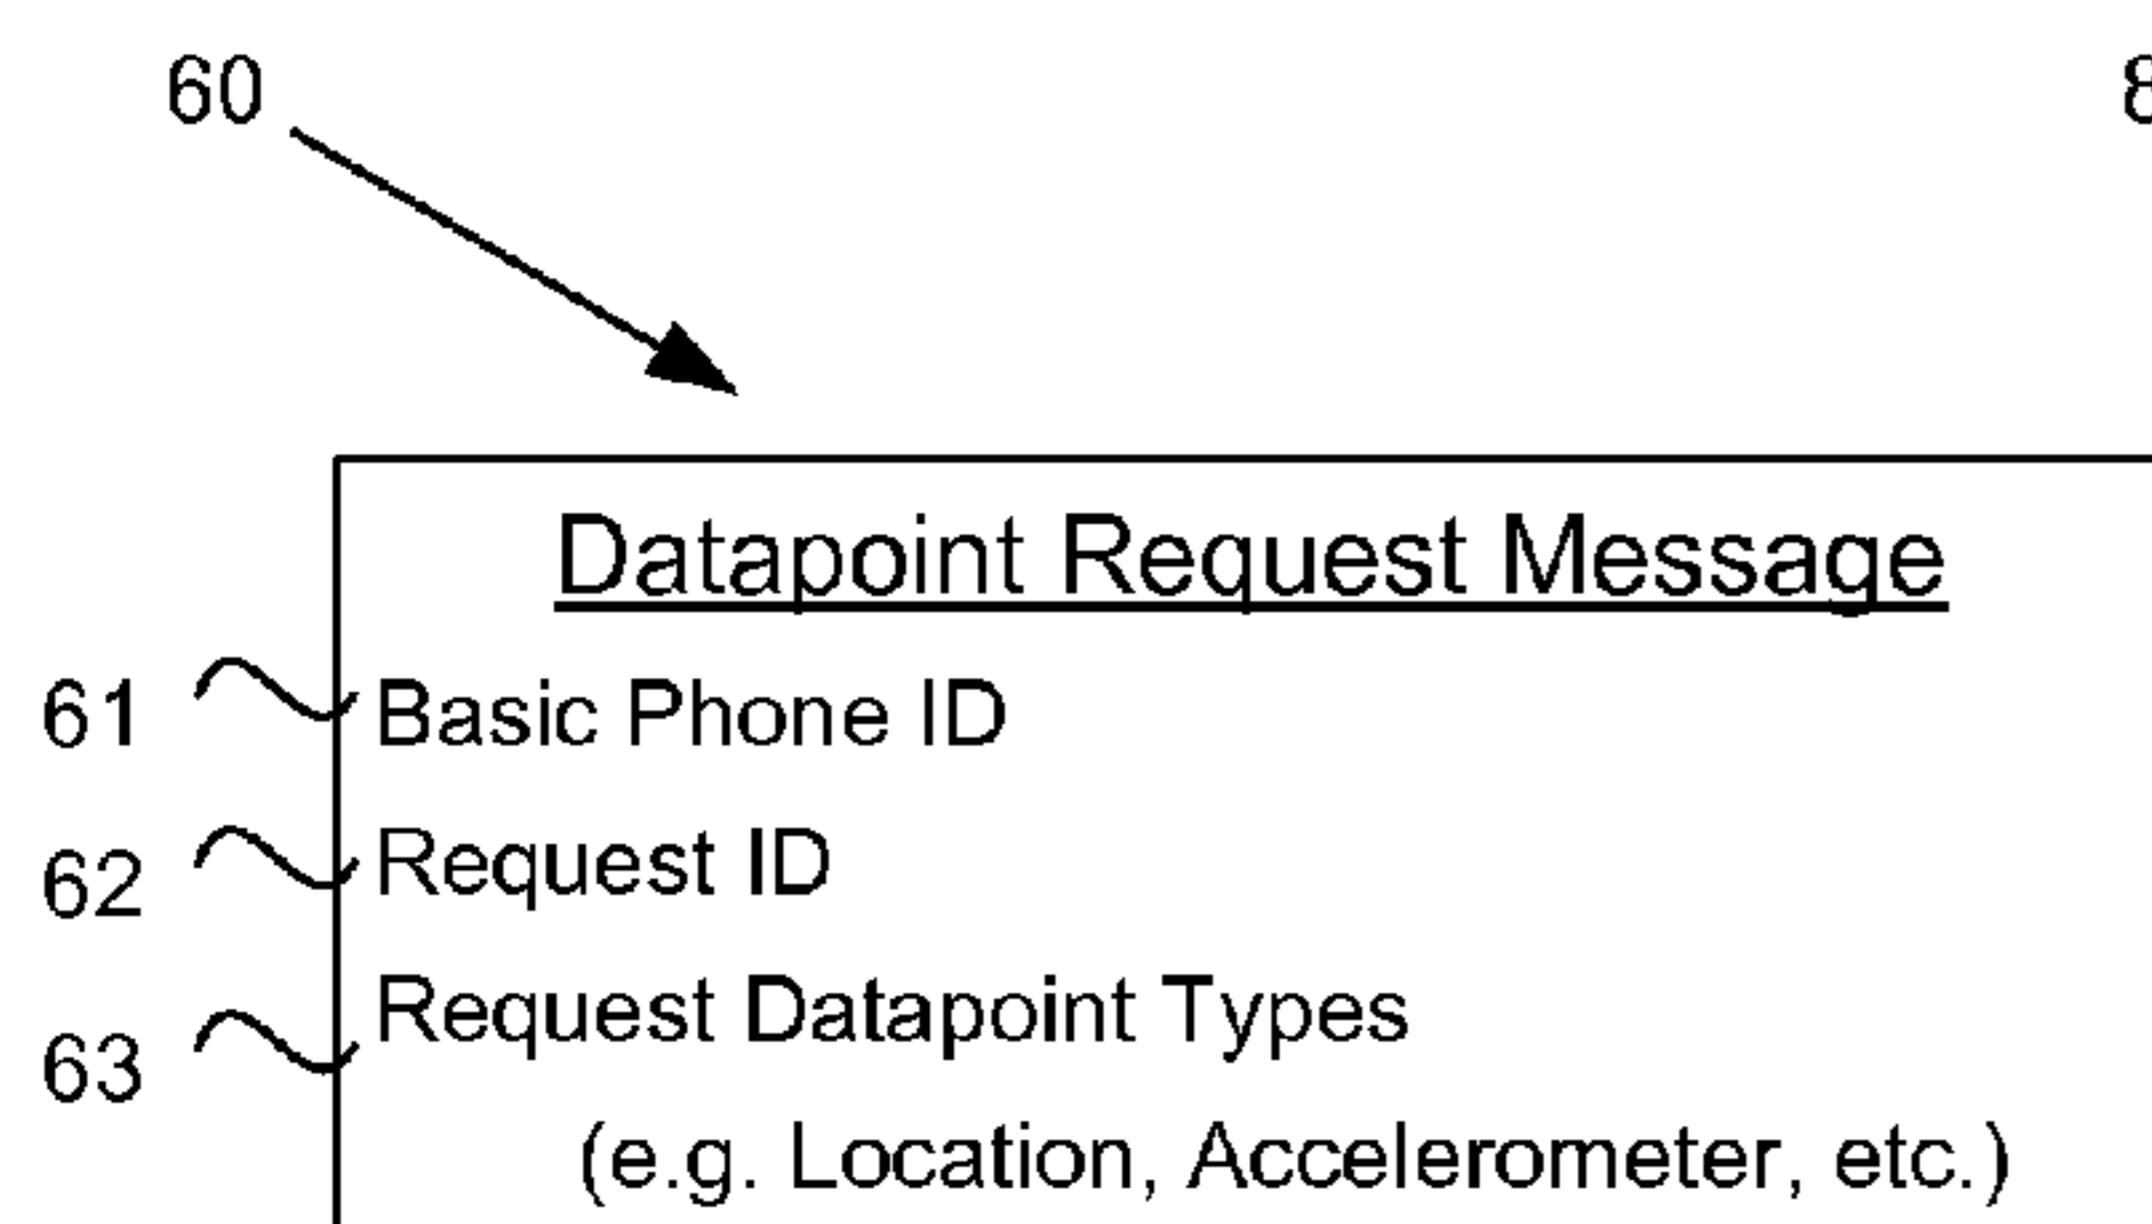 60
Datapoint Request Message
61 Basic Phone ID
62 Request ID
63 Request Datapoint Types
(e.g. Location, Accelerometer, etc.)